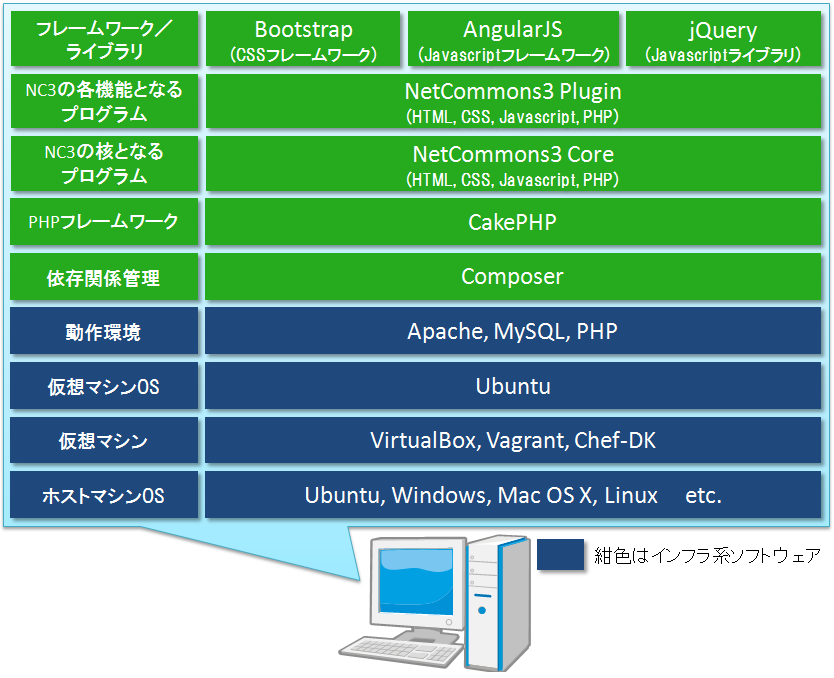 フレームワーク／
ライブラリ
Bootstrap
（CSSフレームワーク）
AngularJS
（Javascriptフレームワーク）
jQuery
（Javascriptライブラリ）
NC3の各機能となる
プログラム
NetCommons3 Plugin
（HTML, CSS, Javascript, PHP）
NC3の核となる
プログラム
NetCommons3 Core
（HTML, CSS, Javascript, PHP）
PHPフレームワーク
CakePHP
依存関係管理
Composer
動作環境
Apache, MySQL, PHP
仮想マシンOS
Ubuntu
仮想マシン
VirtualBox, Vagrant, Chef-DK
ホストマシンOS
Ubuntu, Windows, Mac OS X, Linux　etc.
紺色はインフラ系ソフトウェア